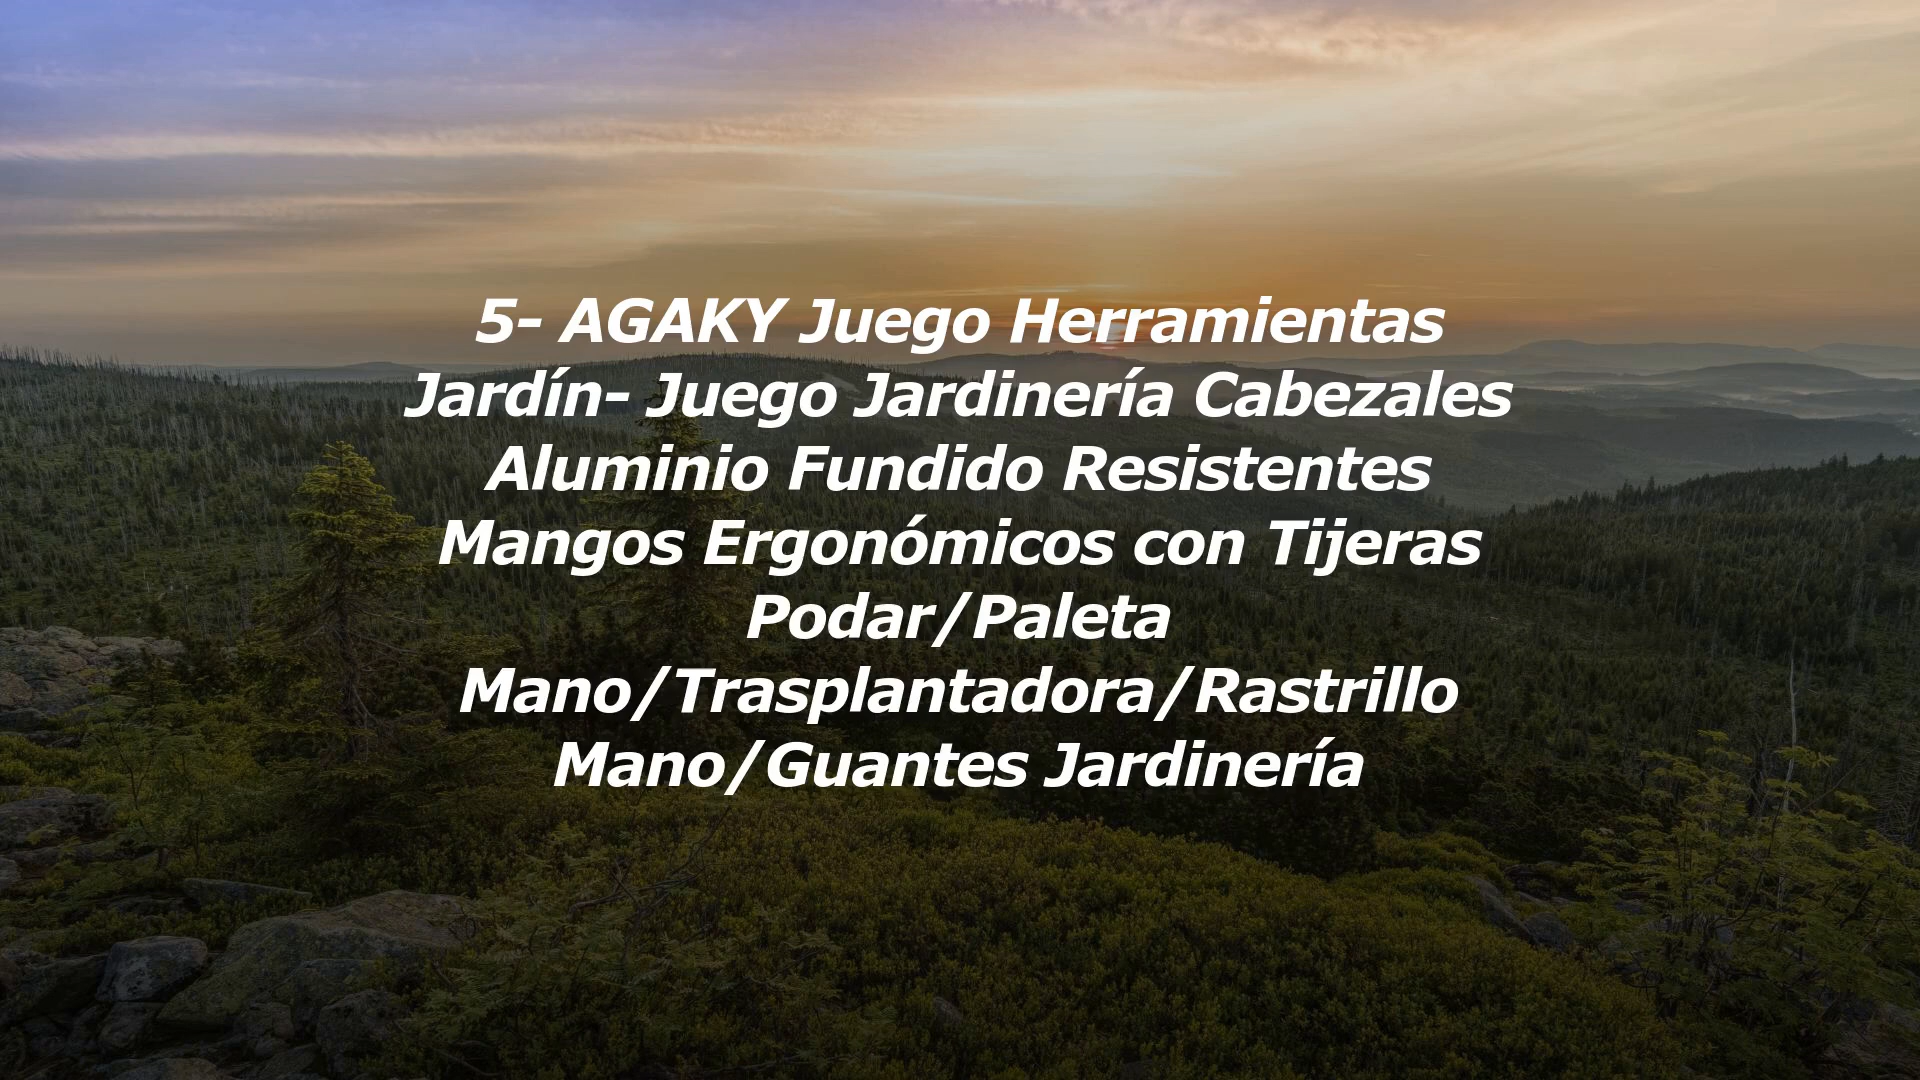 5- AGAKY Juego Herramientas
Jardín- Juego Jardinería Cabezales
Aluminio Fundido Resistentes
Mangos Ergonómicos con Tijeras
Podar/Paleta
Mano/Trasplantadora/Rastrillo
Mano/Guantes Jardinería